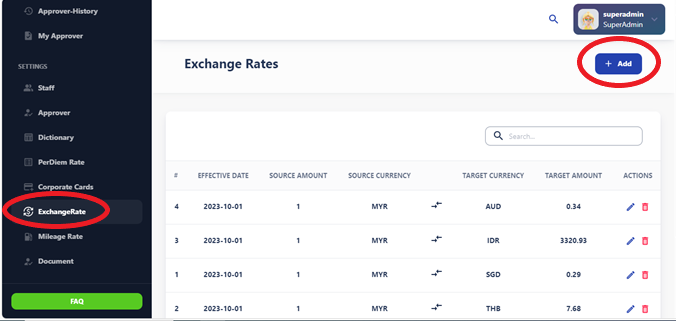 Approver-History
My Approver
SETTINGS
Staff
Approver
Dictionary
PerDiem Rate
Corporate Cards
ExchangeRate
Mileage Rate
Document
FAQ
superadmin
SuperAdmin
Exchange Rates
+ Add
Search...
# EFFECTIVE DATE SOURCE AMOUNT SOURCE CURRENCY TARGET CURRENCY TARGET AMOUNT ACTIONS
4 2023-10-01 1 MYR AUD 0.34
3 2023-10-01 1 MYR IDR 3320.93
1 2023-10-01 1 MYR SGD 0.29
2 2023-10-01 1 MYR THB 7.68